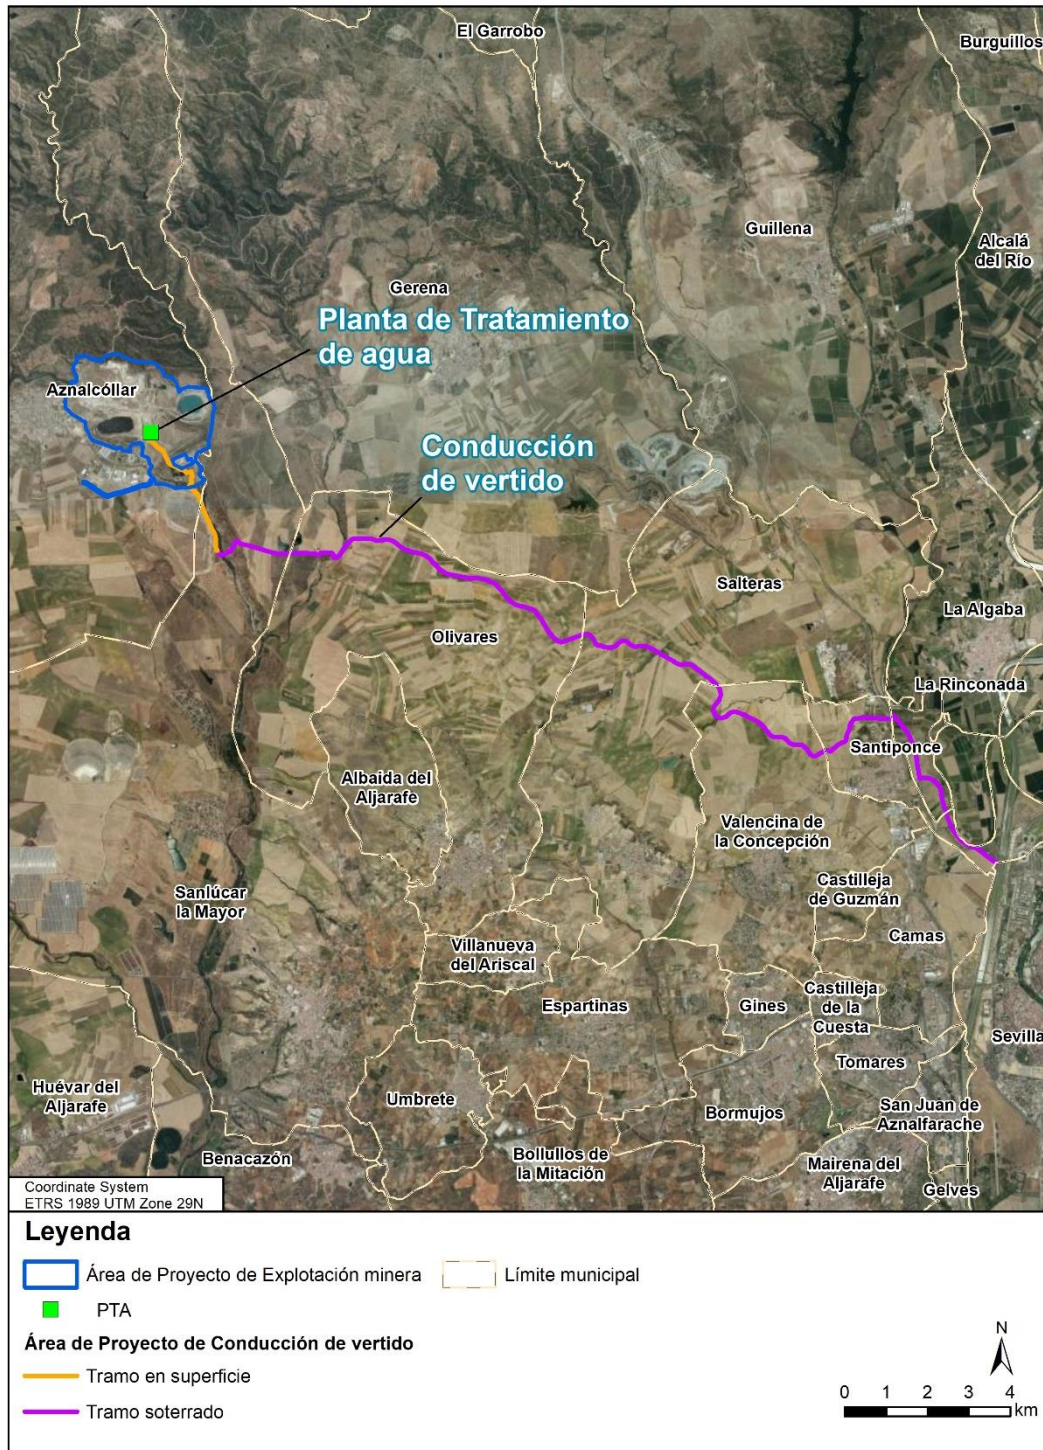 El Garrobo
Burguillos
Guillena
Alcalá
del Río
Gerena
Planta de Tratamiento
de agua
Aznalcóllar
Conducción
de vertido
Salteras
La Algaba
Olivares
La Rinconada
Santiponce
Albaida del
Aljarafe
Valencina de
la Concepción
Castilleja
de Guzmán
Sanlúcar
la Mayor
Camas
Villanueva
del Ariscal
Espartinas
Gines
Castilleja
de la
Cuesta
Sevilla
Tomares
Huévar del
Aljarafe
Umbrete
Bormujos
San Juan de
Aznalfarache
Benacazón
Bollullos de
la Mitación
Mairena del
Aljarafe
Gelves
Coordinate System
ETRS 1989 UTM Zone 29N
Leyenda
Área de Proyecto de Explotación minera
Límite municipal
PTA
Área de Proyecto de Conducción de vertido
Tramo en superficie
Tramo soterrado
N
0 1 2 3 4
km